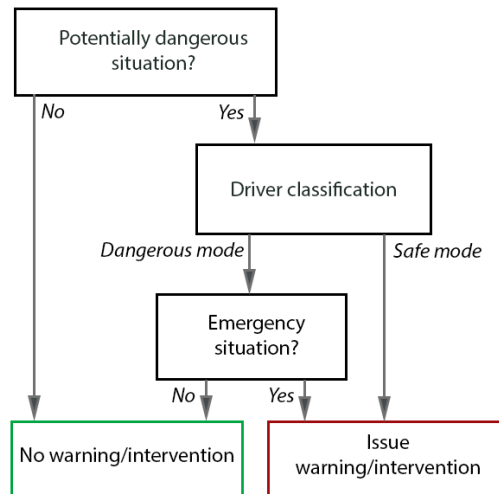 Potentially dangerous
situation?
No
Yes
Driver classification
Dangerous mode
Safe mode
Emergency
situation?
No
Yes
No warning/intervention
Issue
warning/intervention